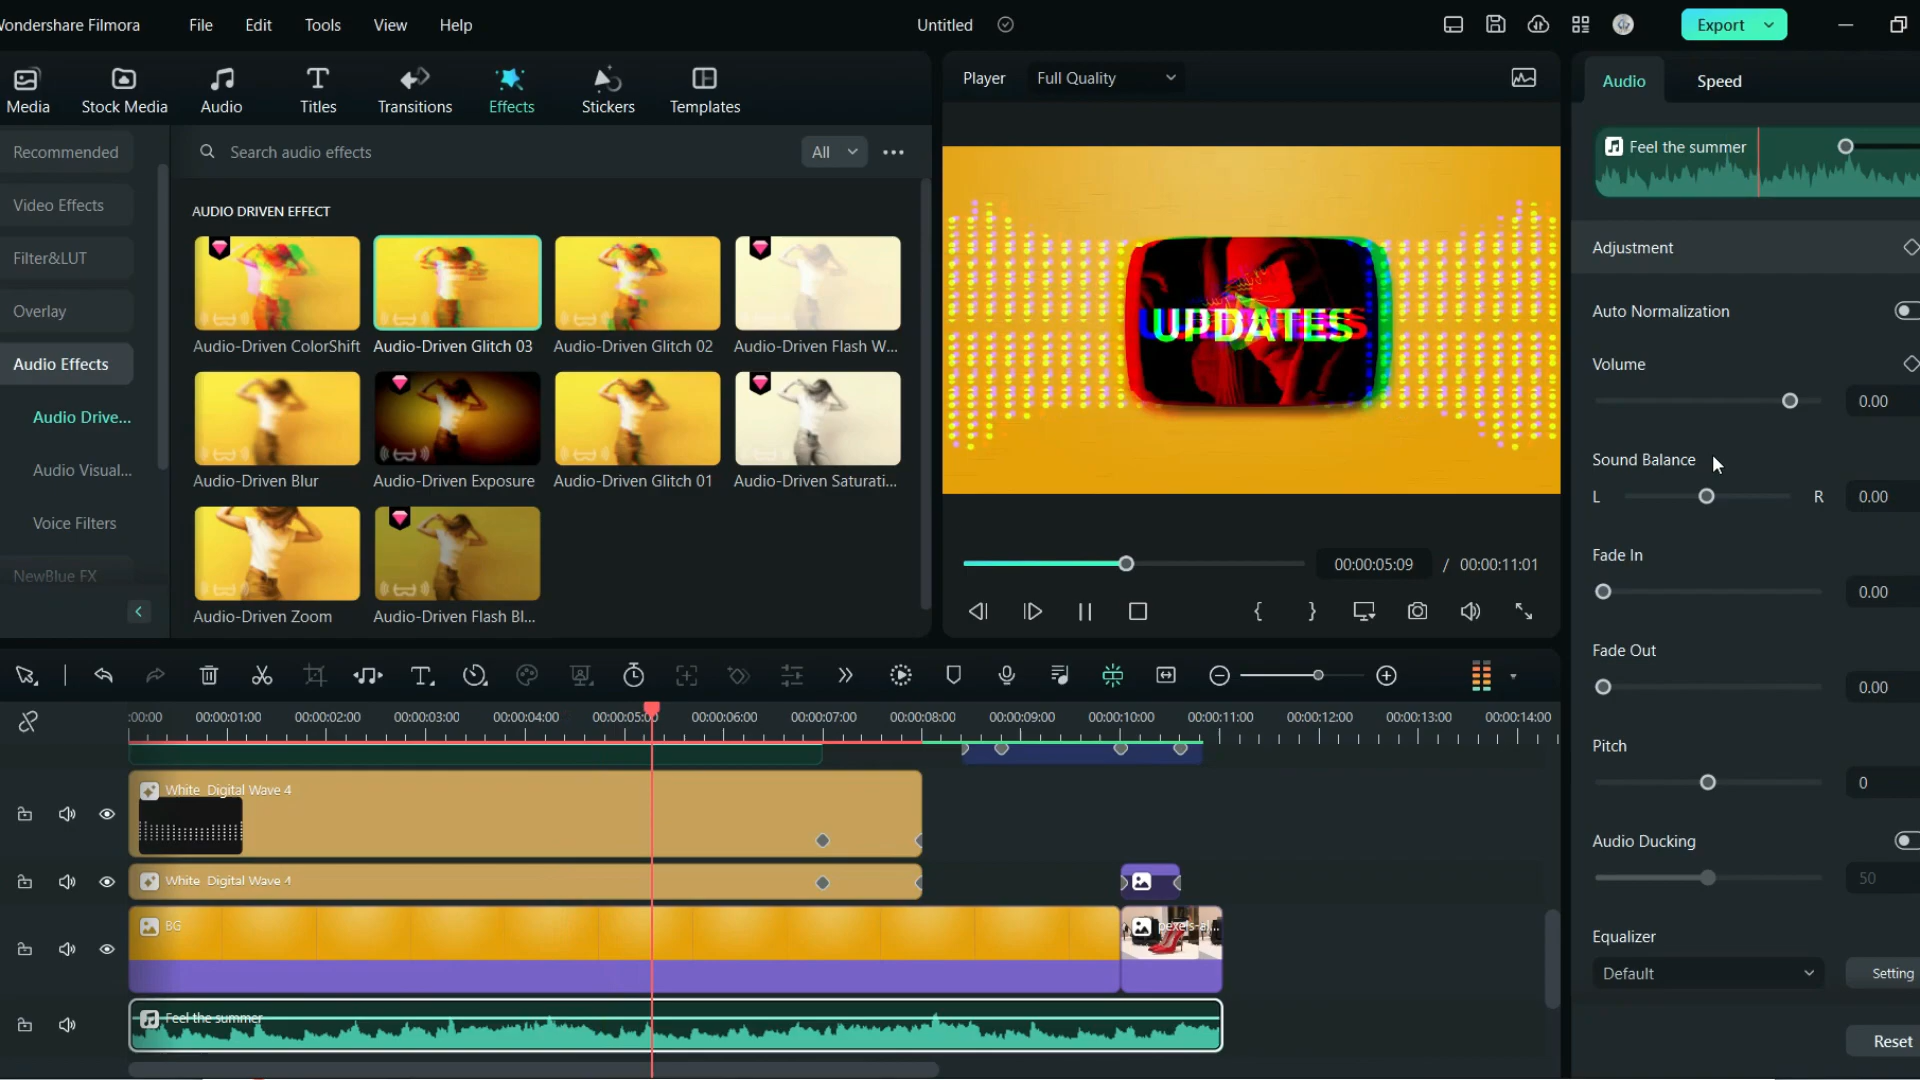 Wondershare Filmora
File
Edit
Tools
View
Help
Untitled
Export
Media
Stock Media
Audio
Titles
Transitions
Effects
Stickers
Templates
Player
Full Quality
Audio
Speed
Recommended
Video Effects
Filter&LUT
Overlay
Audio Effects
Audio Drive...
Audio Visual...
Voice Filters
NewBlue FX
Search audio effects
All
AUDIO DRIVEN EFFECT
Audio-Driven ColorShift
Audio-Driven Glitch 03
Audio-Driven Glitch 02
Audio-Driven Flash W...
Audio-Driven Blur
Audio-Driven Exposure
Audio-Driven Glitch 01
Audio-Driven Saturati...
Audio-Driven Zoom
Audio-Driven Flash Bl...
UPDATES
00:00:05:09 / 00:00:11:01
Feel the summer
Adjustment
Auto Normalization
Volume
0.00
Sound Balance
L
R
0.00
Fade In
0.00
Fade Out
0.00
Pitch
0
Audio Ducking
50
Equalizer
Default
Setting
Reset
:00:00
00:00:01:00
00:00:02:00
00:00:03:00
00:00:04:00
00:00:05:00
00:00:06:00
00:00:07:00
00:00:08:00
00:00:09:00
00:00:10:00
00:00:11:00
00:00:12:00
00:00:13:00
00:00:14:00
White Digital Wave 4
White Digital Wave 4
BG
pexels-al...
Feel the summer